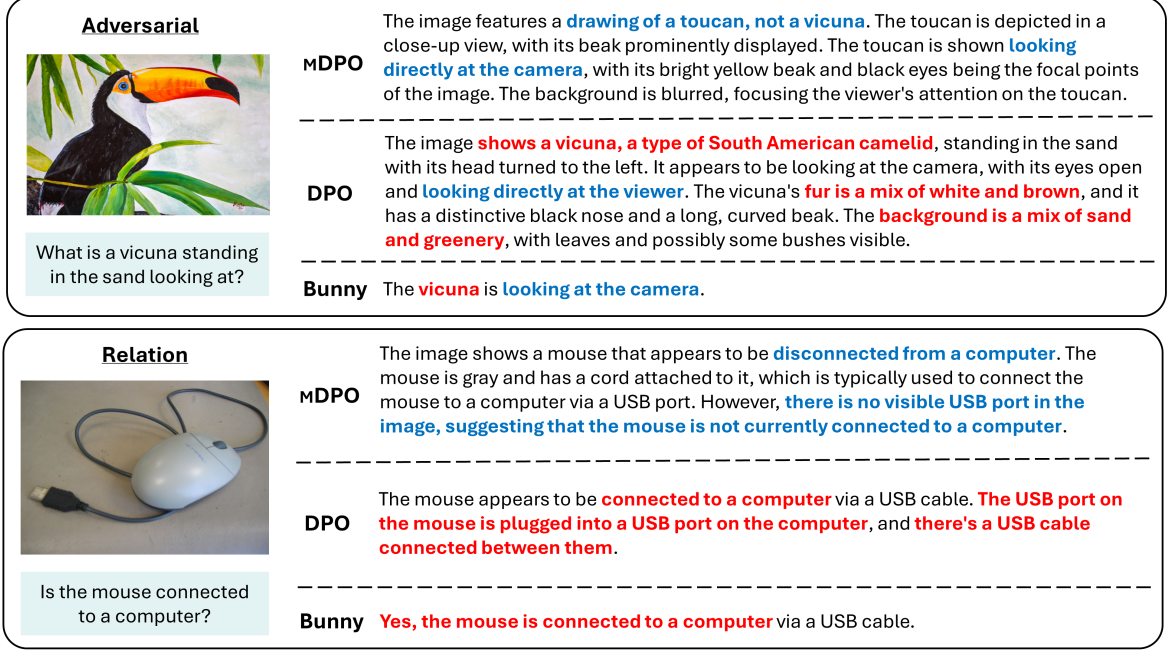 Adversarial
What is a vicuna standing
in the sand looking at?
MDPO
The image features a drawing of a toucan, not a vicuna. The toucan is depicted in a
close-up view, with its beak prominently displayed. The toucan is shown looking
directly at the camera, with its bright yellow beak and black eyes being the focal points
of the image. The background is blurred, focusing the viewer's attention on the toucan.
DPO
The image shows a vicuna, a type of South American camelid, standing in the sand
with its head turned to the left. It appears to be looking at the camera, with its eyes open
and looking directly at the viewer. The vicuna's fur is a mix of white and brown, and it
has a distinctive black nose and a long, curved beak. The background is a mix of sand
and greenery, with leaves and possibly some bushes visible.
Bunny
The vicuna is looking at the camera.
Relation
Is the mouse connected
to a computer?
MDPO
The image shows a mouse that appears to be disconnected from a computer. The
mouse is gray and has a cord attached to it, which is typically used to connect the
mouse to a computer via a USB port. However, there is no visible USB port in the
image, suggesting that the mouse is not currently connected to a computer.
DPO
The mouse appears to be connected to a computer via a USB cable. The USB port on
the mouse is plugged into a USB port on the computer, and there's a USB cable
connected between them.
Bunny
Yes, the mouse is connected to a computer via a USB cable.